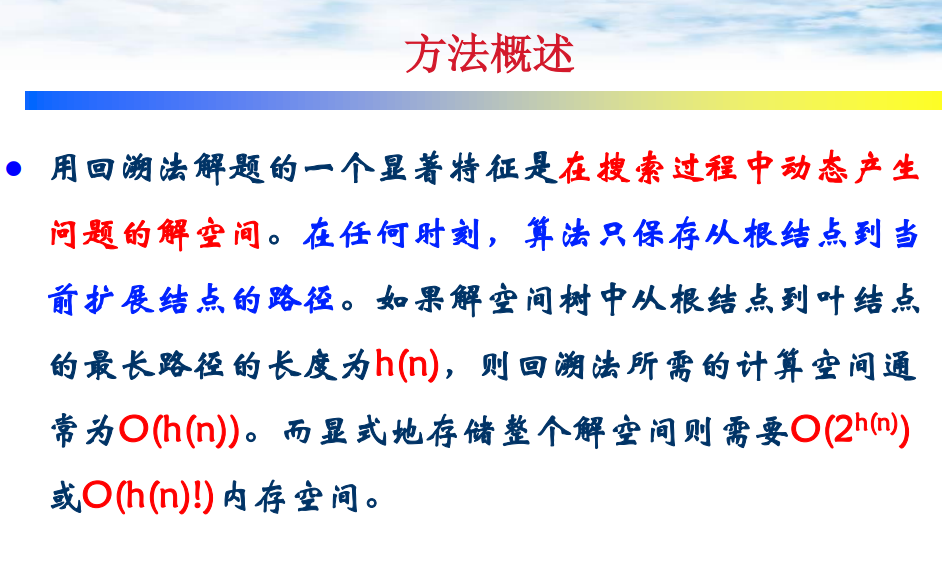 方法概述
● 用回溯法解题的一个显著特征是在搜索过程中动态产生
问题的解空间。在任何时刻，算法只保存从根结点到当
前扩展结点的路径。如果解空间树中从根结点到叶结点
的最长路径的长度为h(n)，则回溯法所需的计算空间通
常为O(h(n))。而显式地存储整个解空间则需要O(2^h(n))
或O(h(n)!)内存空间。